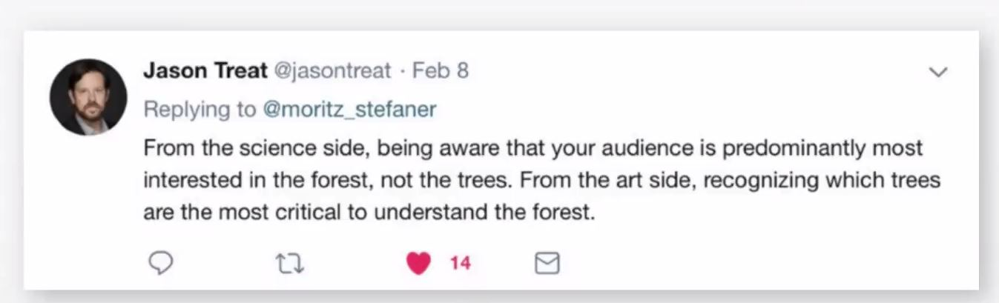 Jason Treat @jasontreat · Feb 8
Replying to @moritz_stefaner
From the science side, being aware that your audience is predominantly most
interested in the forest, not the trees. From the art side, recognizing which trees
are the most critical to understand the forest.
14